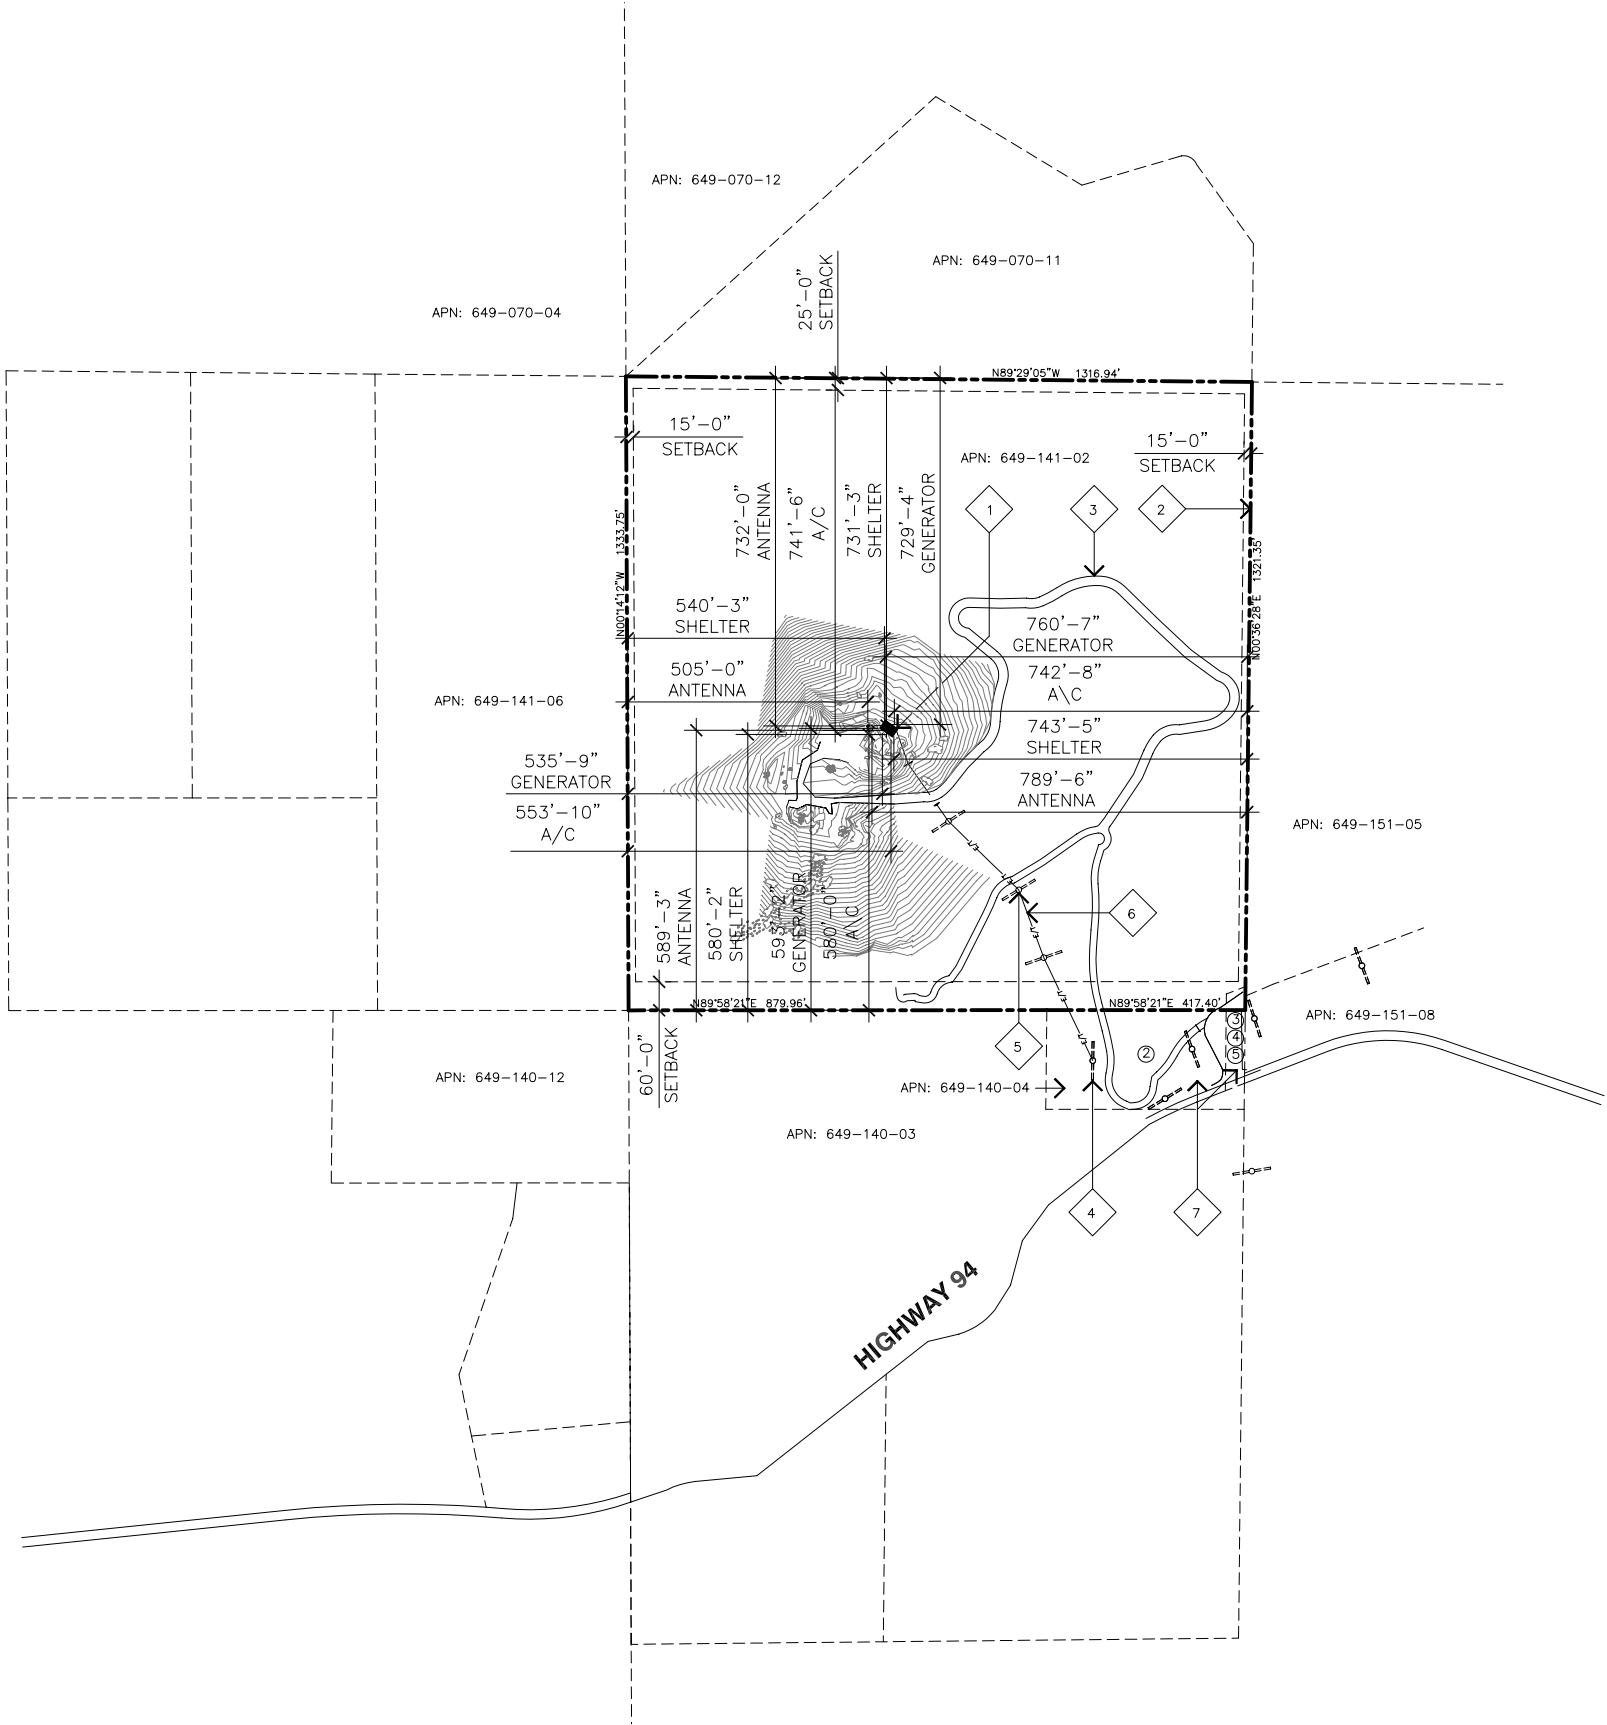 APN: 649-070-12
APN: 649-070-11
25'-0"
SETBACK
APN: 649-070-04
N89°29'05"W 1316.94'
15'-0"
SETBACK
15'-0"
SETBACK
APN: 649-141-02
732'-0"
ANTENNA
741'-6"
A/C
731'-3"
SHELTER
729'-4"
GENERATOR
1
3
2
N00°14'12"W 1333.75'
N00°36'28"E 1321.35'
540'-3"
SHELTER
760'-7"
GENERATOR
505'-0"
ANTENNA
742'-8"
A\C
APN: 649-141-06
743'-5"
SHELTER
535'-9"
GENERATOR
789'-6"
ANTENNA
553'-10"
A/C
APN: 649-151-05
589'-3"
ANTENNA
580'-2"
SHELTER
593'-2"
GENERATOR
580'-0"
A\C
6
N89°58'21"E 879.96'
N89°58'21"E 417.40'
APN: 649-151-08
3
4
5
2
5
60'-0"
SETBACK
APN: 649-140-12
APN: 649-140-04
APN: 649-140-03
4
7
HIGHWAY 94